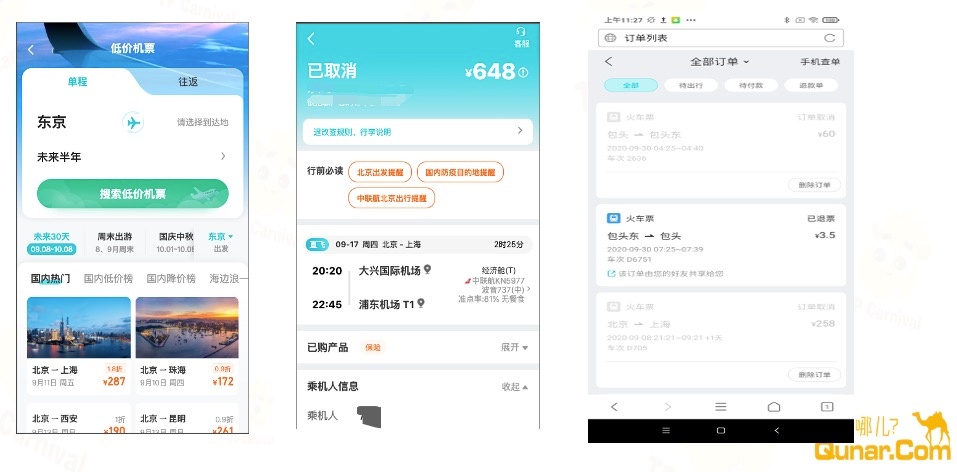 低价机票
单程
往返
东京
请选择到达地
未来半年
搜索低价机票
未来30天
09.08-10.08
周末出游
8、9月周末
国庆中秋
10.01-10.08
东京
出发
国内热门
国内低价榜
国内降价榜
海边浪一
北京→上海
1.8折
9月11日 周五
¥287
北京→珠海
0.9折
9月10日 周四
¥172
北京→西安
1折
¥190
北京→昆明
0.9折
¥261
客服
已取消
¥648
退改签规则、行李说明
行前必读
北京出发提醒
国内防疫目的地提醒
中联航北京出行提醒
直飞
09-17 周四 北京 - 上海
2时25分
20:20
大兴国际机场
22:45
浦东机场 T1
经济舱(T)
中联航KN5977
波音737(中)
准点率:81% 无餐食
已购产品
保险
展开
乘机人信息
收起
乘机人
上午11:27
订单列表
全部订单
手机查单
全部
待出行
待付款
退款单
火车票
订单取消
包头 → 包头东
¥60
2020-09-30 04:25~04:40
车次 2636
删除订单
火车票
已退票
包头东 → 包头
¥3.5
2020-09-30 07:25~07:39
车次 D6751
该订单由您的好友共享给您
火车票
订单取消
北京 → 上海
¥258
2020-09-08 21:21~09:21 +1天
车次 D705
删除订单
哪儿?
Qunar.Com